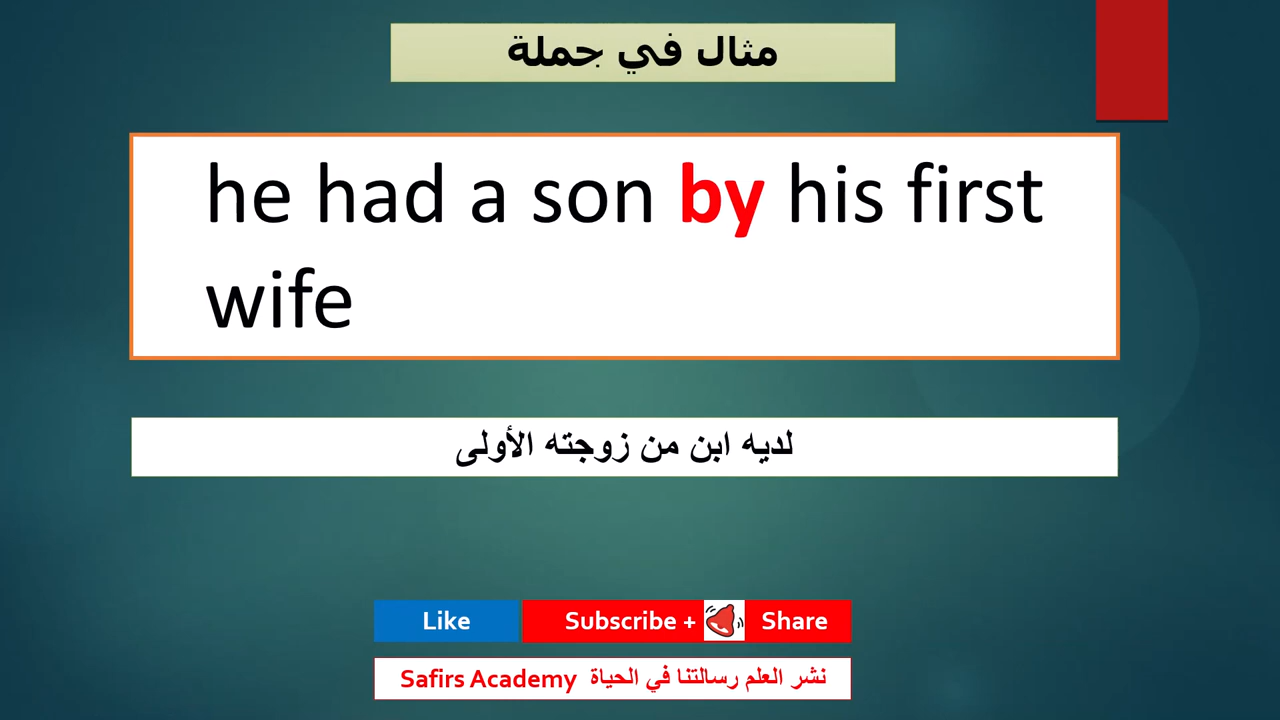 مثال في جملة
he had a son by his first
wife
لديه ابن من زوجته الأولى
Like Subscribe + Share
Safirs Academy نشر العلم رسالتنا في الحياة